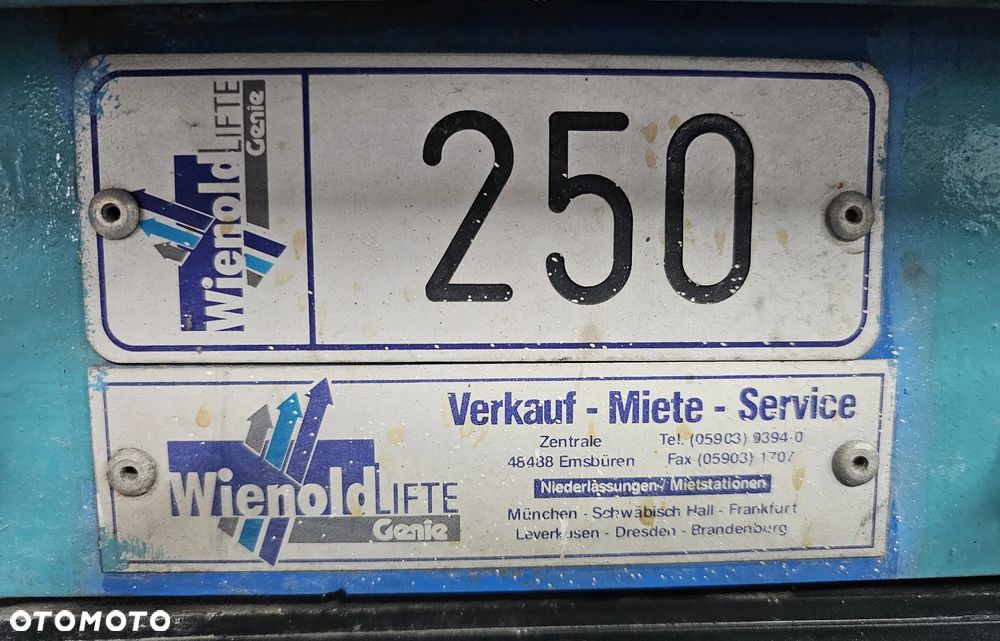 Wienold LIFTE
Genie
250
Verkauf - Miete - Service
Zentrale Tel. (05903) 9394-0
48488 Emsbüren Fax (05903) 1707
Niederlassungen / Mietstationen
München - Schwäbisch Hall - Frankfurt
Leverkusen - Dresden - Brandenburg
Wienold LIFTE
Genie
OTOMOTO